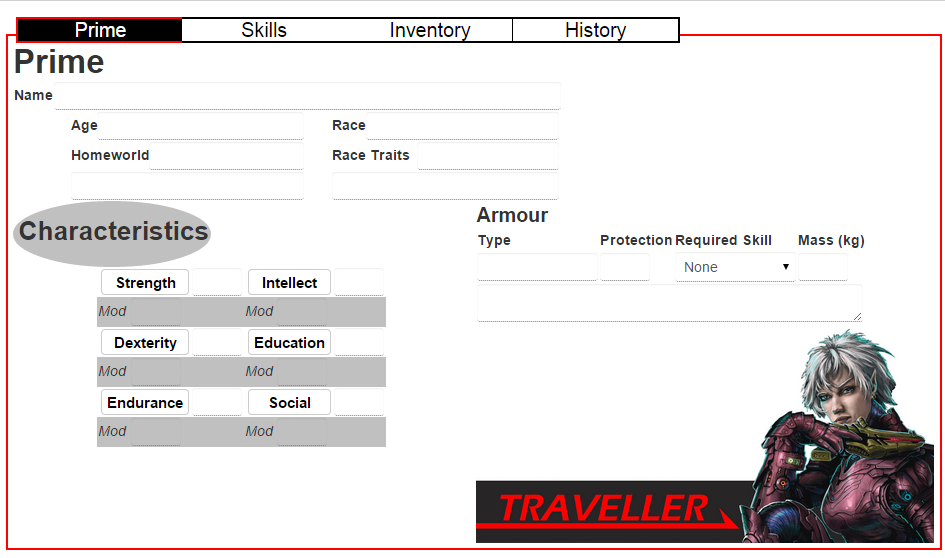 Prime Skills Inventory History
Prime
Name
Age Race
Homeworld Race Traits
Characteristics
Armour
Type Protection Required Skill Mass (kg)
None
Strength Intellect
Mod Mod
Dexterity Education
Mod Mod
Endurance Social
Mod Mod
TRAVELLER